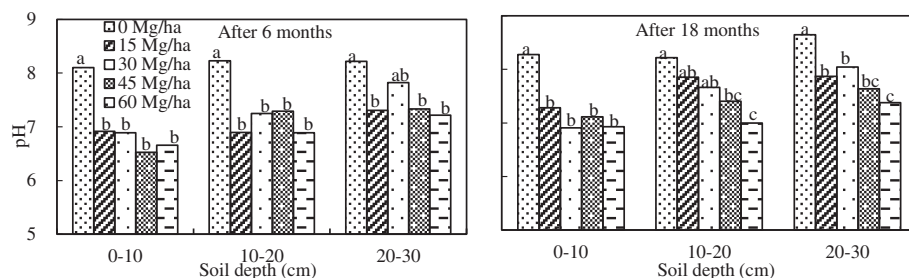 9
8
7
6
5
pH
0 Mg/ha
15 Mg/ha
30 Mg/ha
45 Mg/ha
60 Mg/ha
After 6 months
a
b
b
b
b
a
b
b
b
b
a
b
ab
b
b
0-10
10-20
20-30
Soil depth (cm)
After 18 months
a
b
b
b
b
a
ab
ab
bc
c
a
b
b
bc
c
0-10
10-20
20-30
Soil depth (cm)